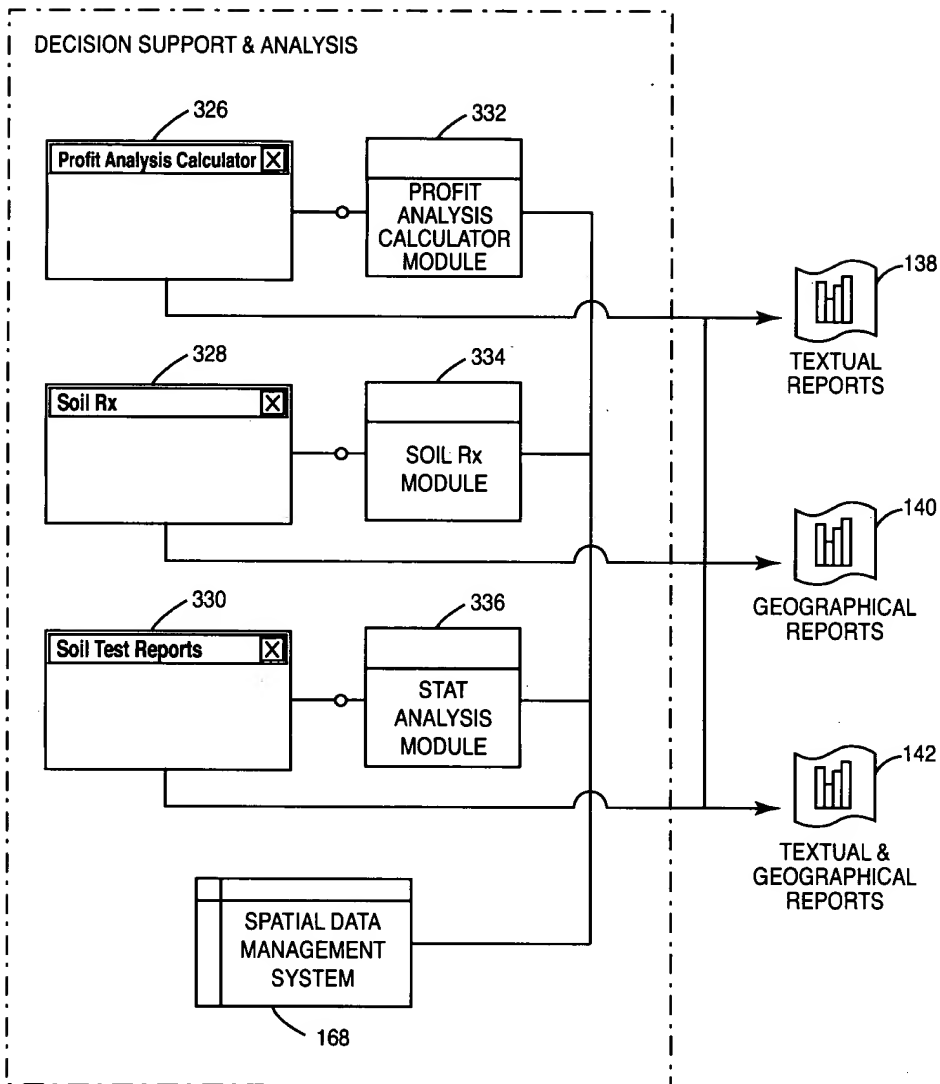 DECISION SUPPORT & ANALYSIS
326
332
Profit Analysis Calculator X
PROFIT
ANALYSIS
CALCULATOR
MODULE
138
TEXTUAL
REPORTS
328
334
Soil Rx X
SOIL Rx
MODULE
140
GEOGRAPHICAL
REPORTS
330
336
Soil Test Reports X
STAT
ANALYSIS
MODULE
142
TEXTUAL &
GEOGRAPHICAL
REPORTS
SPATIAL DATA
MANAGEMENT
SYSTEM
168